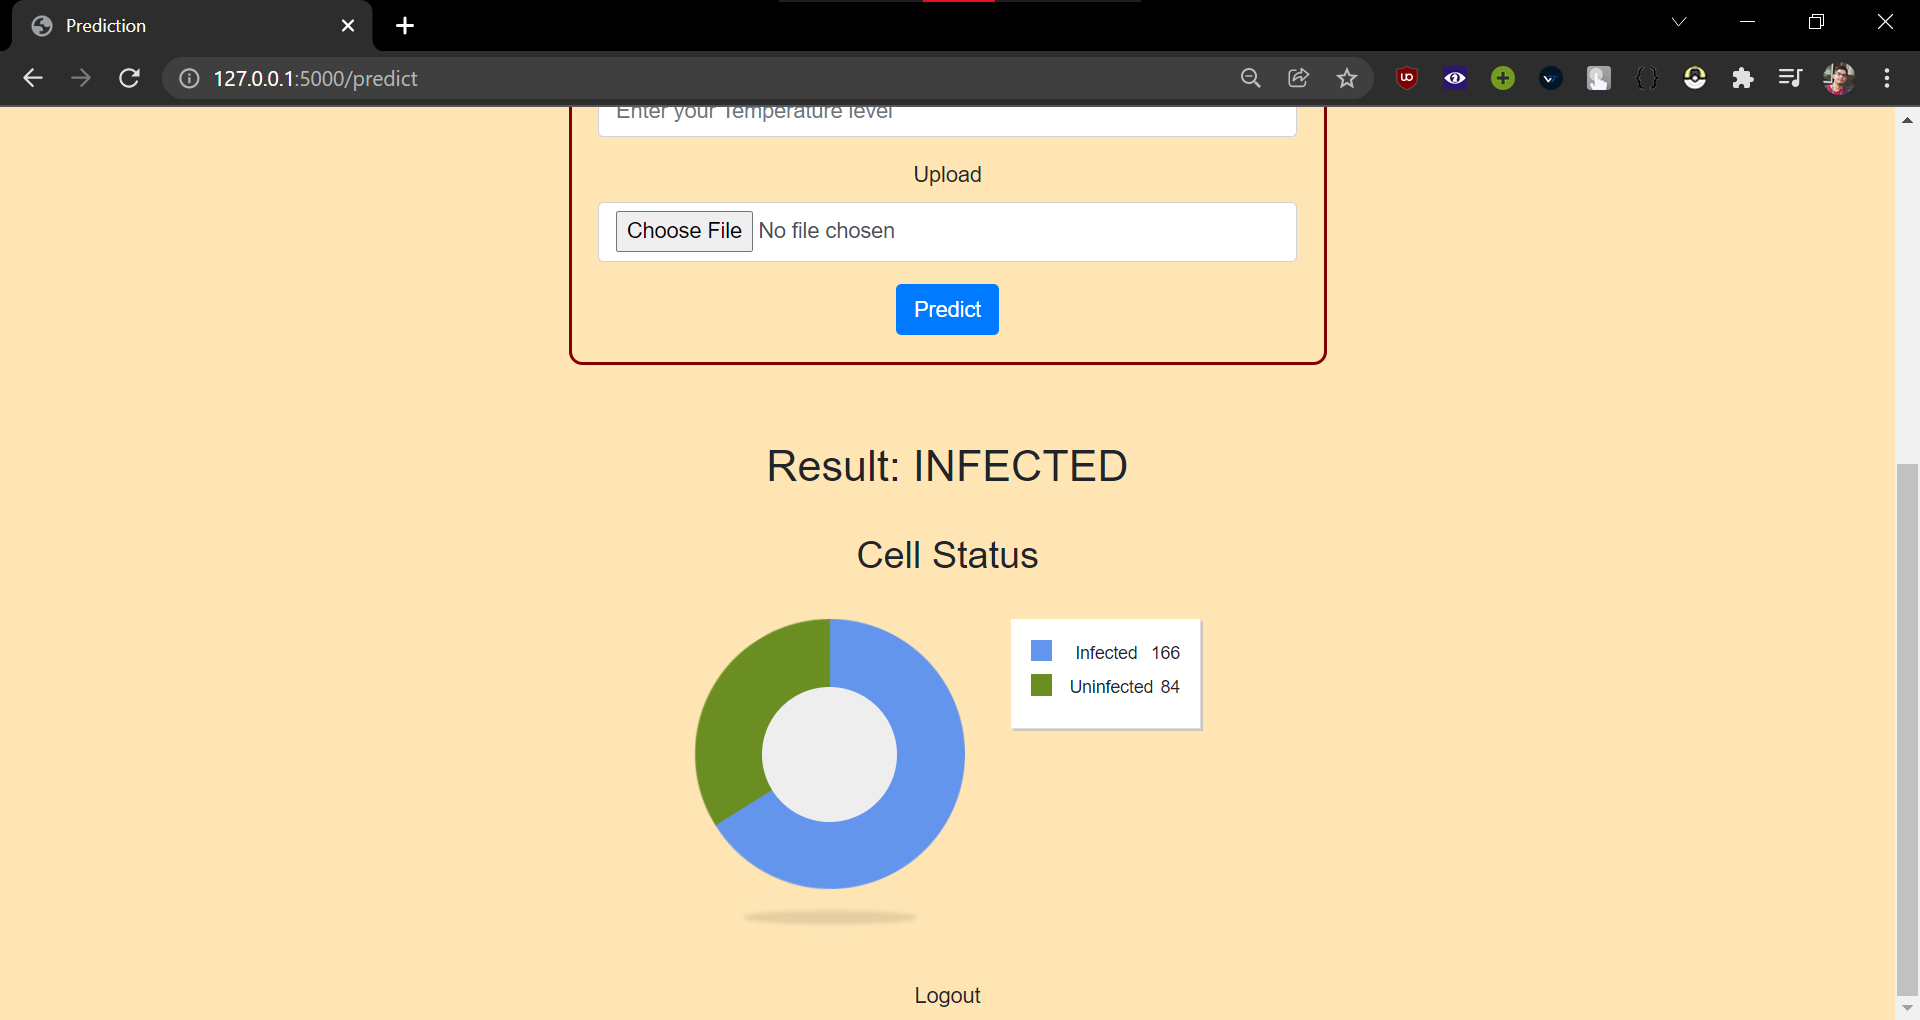 Prediction
127.0.0.1:5000/predict
Enter your Temperature level
Upload
Choose File No file chosen
Predict
Result: INFECTED
Cell Status
Infected 166
Uninfected 84
Logout